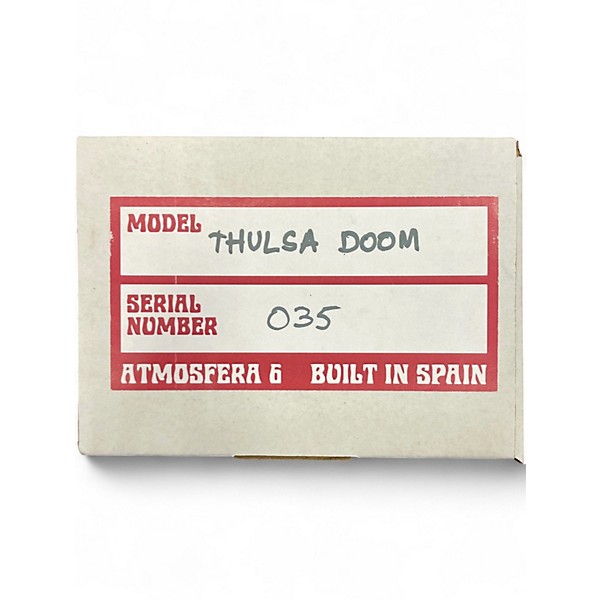 MODEL THULSA DOOM
SERIAL
NUMBER 035
ATMOSFERA 6 BUILT IN SPAIN